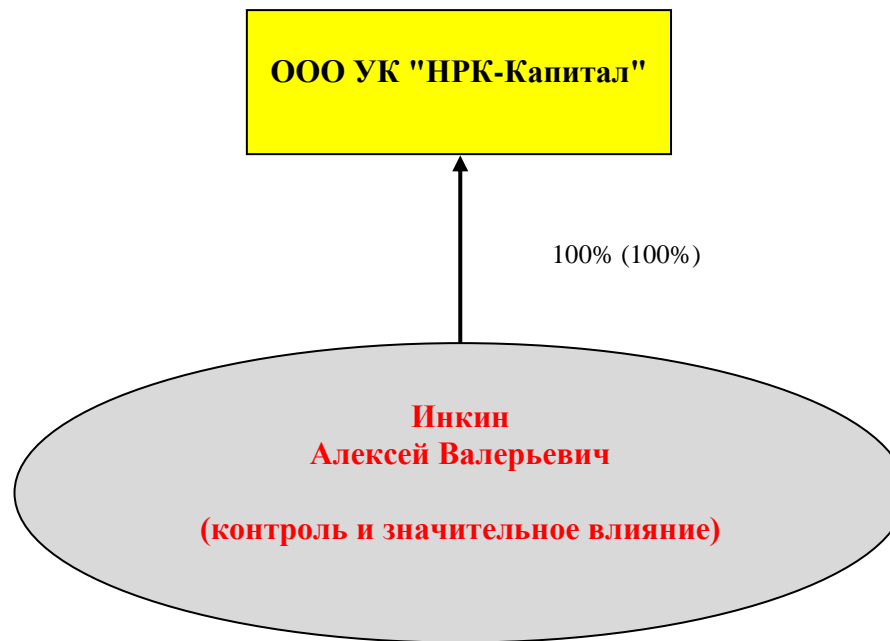 ООО УК "НРК-Капитал"
100% (100%)
Инкин
Алексей Валерьевич
(контроль и значительное влияние)